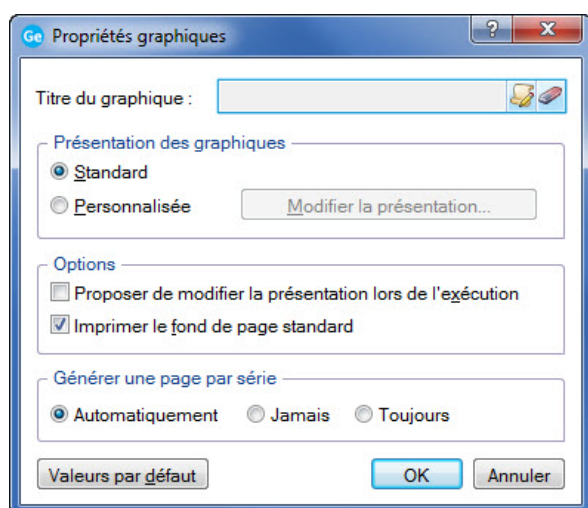 Ge Propriétés graphiques ? X
Titre du graphique :
Présentation des graphiques
Standard
Personnalisée Modifier la présentation...
Options
Proposer de modifier la présentation lors de l'exécution
Imprimer le fond de page standard
Générer une page par série
Automatiquement Jamais Toujours
Valeurs par défaut OK Annuler